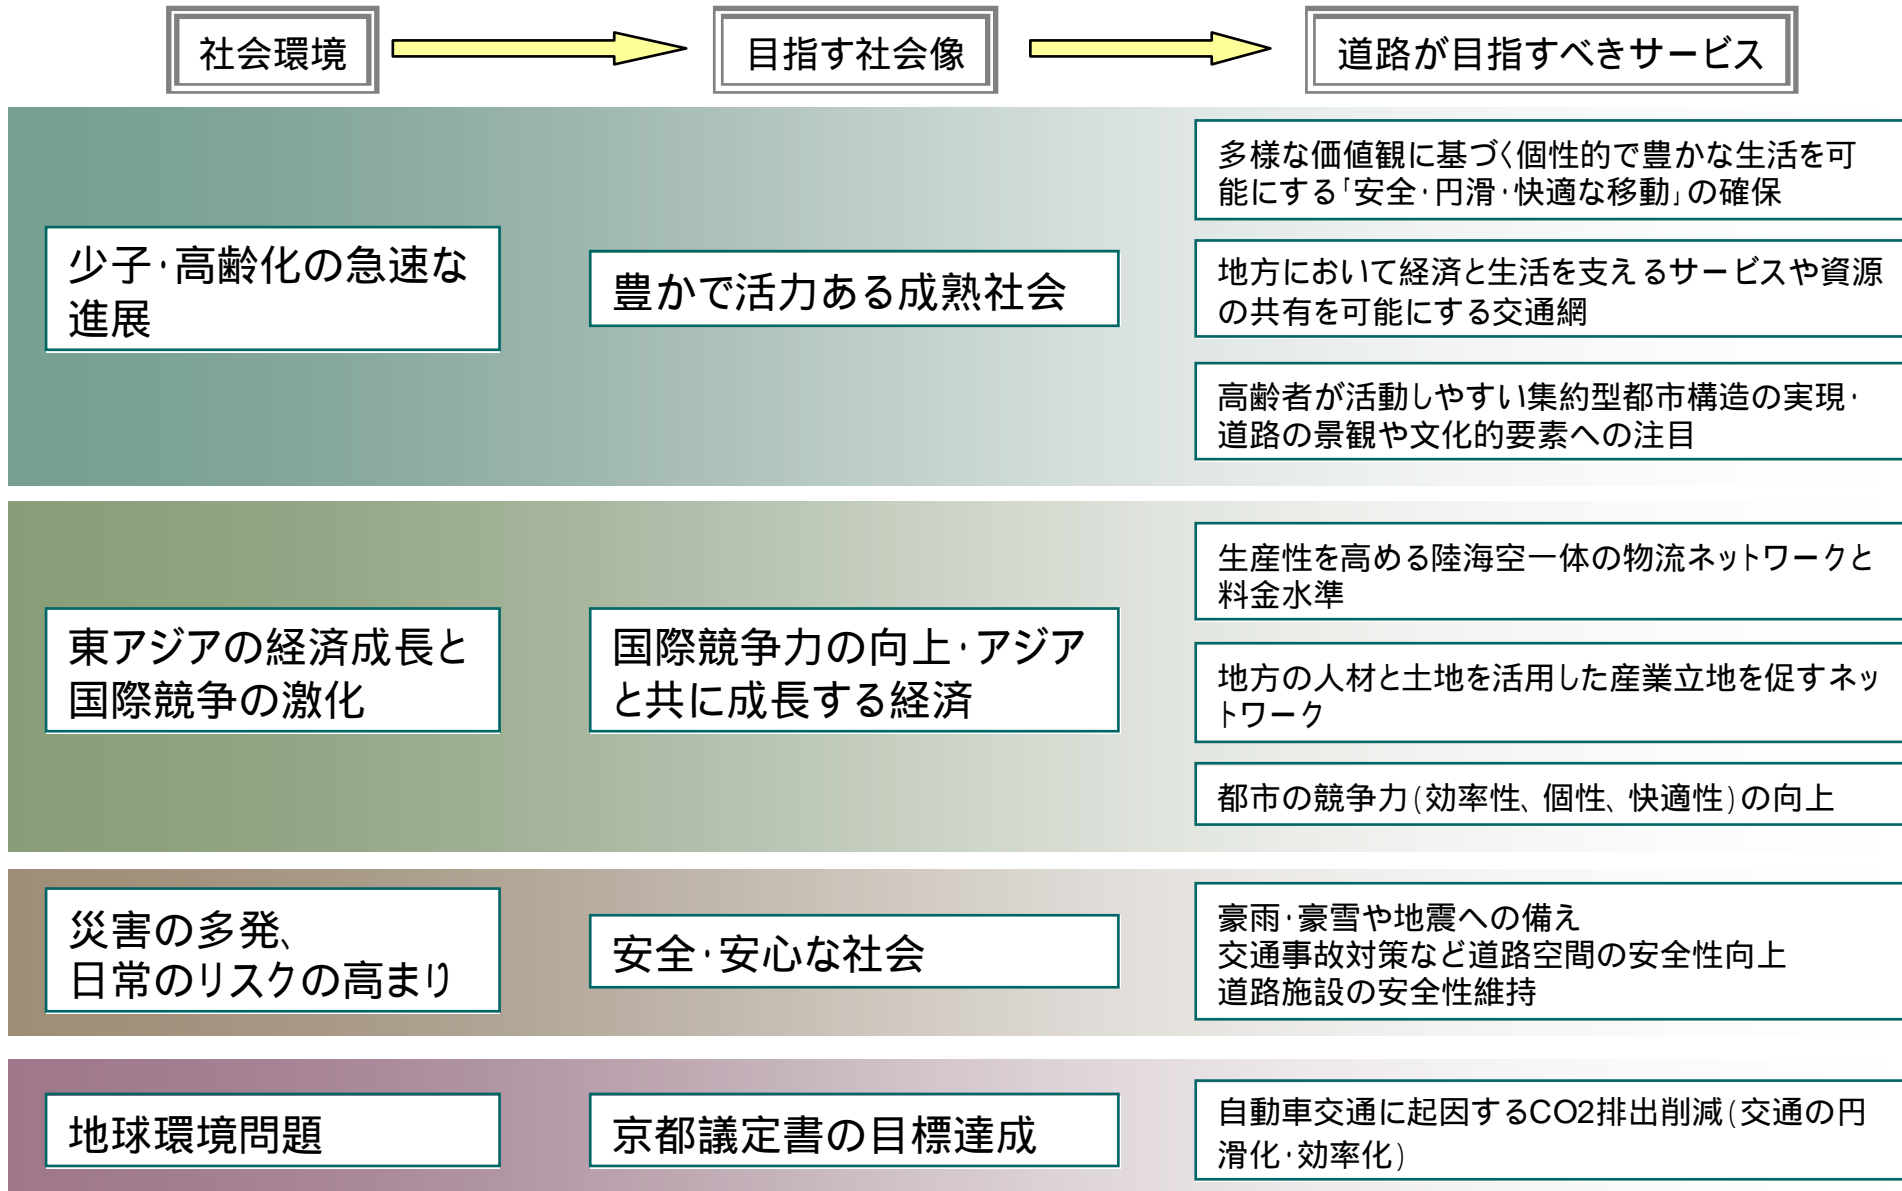 社会環境
目指す社会像
道路が目指すべきサービス
少子・高齢化の急速な
進展
豊かで活力ある成熟社会
多様な価値観に基づく個性的で豊かな生活を可
能にする「安全・円滑・快適な移動」の確保
地方において経済と生活を支えるサービスや資源
の共有を可能にする交通網
高齢者が活動しやすい集約型都市構造の実現・
道路の景観や文化的要素への注目
東アジアの経済成長と
国際競争の激化
国際競争力の向上・アジア
と共に成長する経済
生産性を高める陸海空一体の物流ネットワークと
料金水準
地方の人材と土地を活用した産業立地を促すネッ
トワーク
都市の競争力(効率性、個性、快適性)の向上
災害の多発、
日常のリスクの高まり
安全・安心な社会
豪雨・豪雪や地震への備え
交通事故対策など道路空間の安全性向上
道路施設の安全性維持
地球環境問題
京都議定書の目標達成
自動車交通に起因するCO2排出削減(交通の円
滑化・効率化)